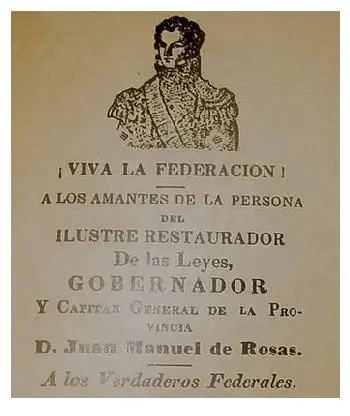 ¡ VIVA LA FEDERACION !
A LOS AMANTES DE LA PERSONA
DEL
ILUSTRE RESTAURADOR
De las Leyes,
GOBERNADOR
Y CAPITAN GENERAL DE LA PRO-
VINCIA
D. Juan Manuel de Rosas.
A los Verdaderos Federales.